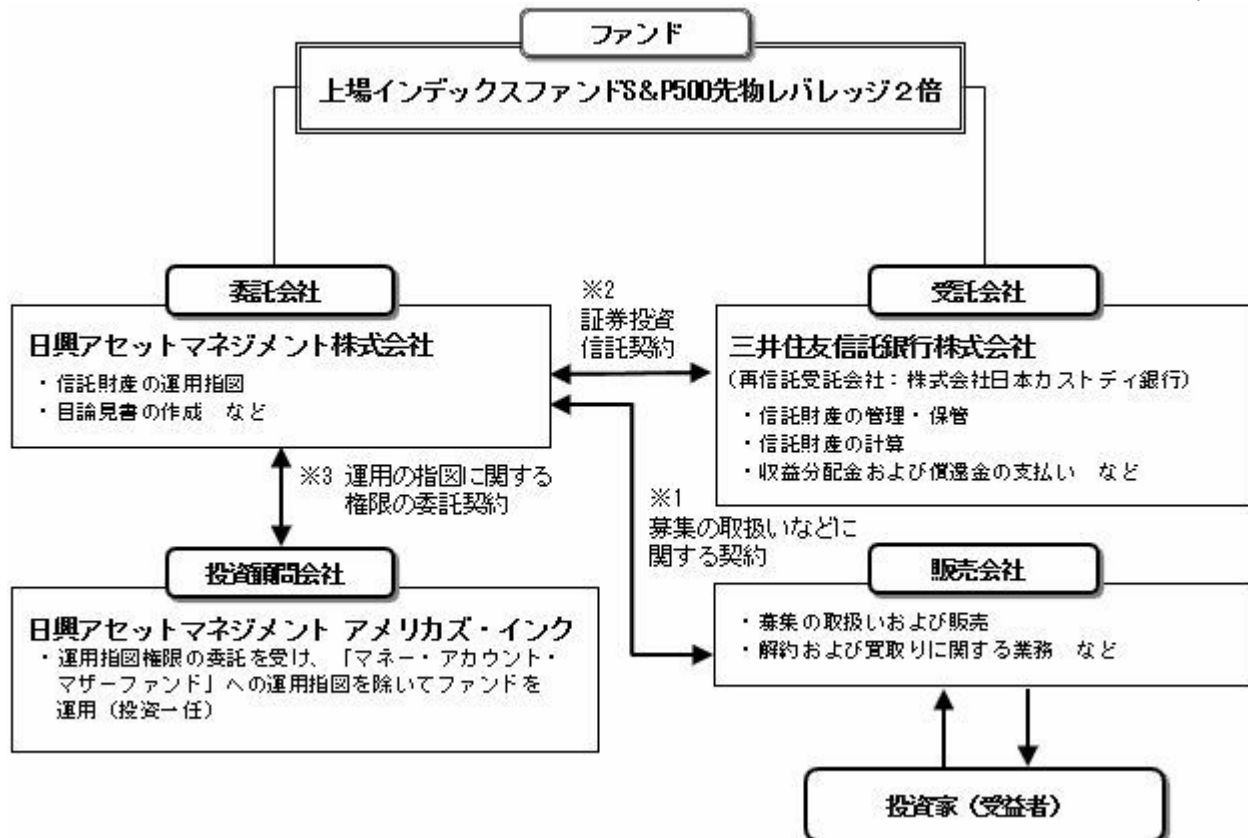 ファンド
上場インデックスファンドS&P500先物レバレッジ2倍
委託会社
日興アセットマネジメント株式会社
・信託財産の運用指図
・目論見書の作成 など
※2
証券投資
信託契約
受託会社
三井住友信託銀行株式会社
(再信託受託会社:株式会社日本カストディ銀行)
・信託財産の管理・保管
・信託財産の計算
・収益分配金および償還金の支払い など
※3 運用の指図に関する
権限の委託契約
※1
募集の取扱いなどに
関する契約
投資顧問会社
日興アセットマネジメント アメリカズ・インク
・運用指図権限の委託を受け、「マネー・アカウント・
マザーファンド」への運用指図を除いてファンドを
運用(投資一任)
販売会社
・募集の取扱いおよび販売
・解約および買取りに関する業務 など
投資家(受益者)